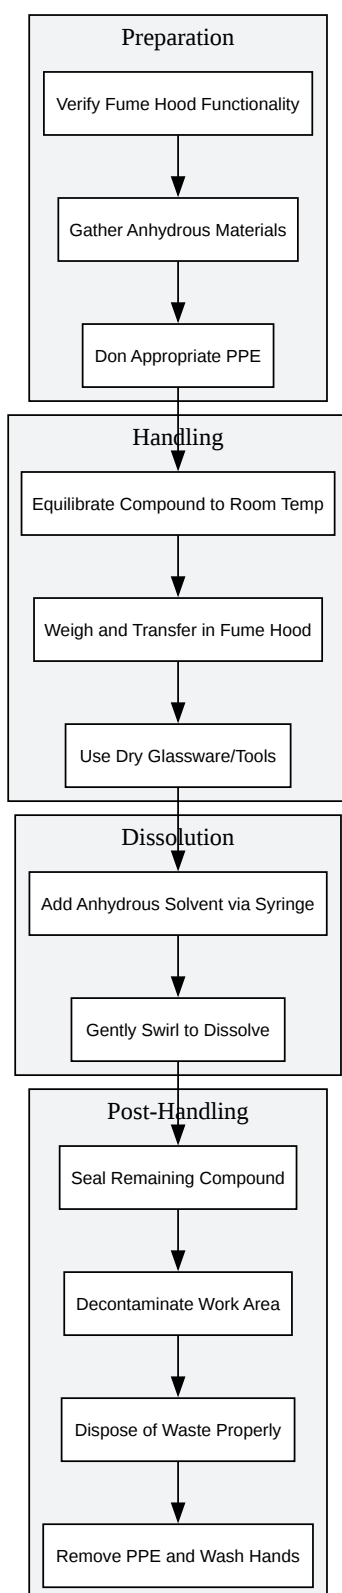 Preparation
Verify Fume Hood Functionality
Gather Anhydrous Materials
Don Appropriate PPE
Handling
Equilibrate Compound to Room Temp
Weigh and Transfer in Fume Hood
Use Dry Glassware/Tools
Dissolution
Add Anhydrous Solvent via Syringe
Gently Swirl to Dissolve
Post-Handling
Seal Remaining Compound
Decontaminate Work Area
Dispose of Waste Properly
Remove PPE and Wash Hands